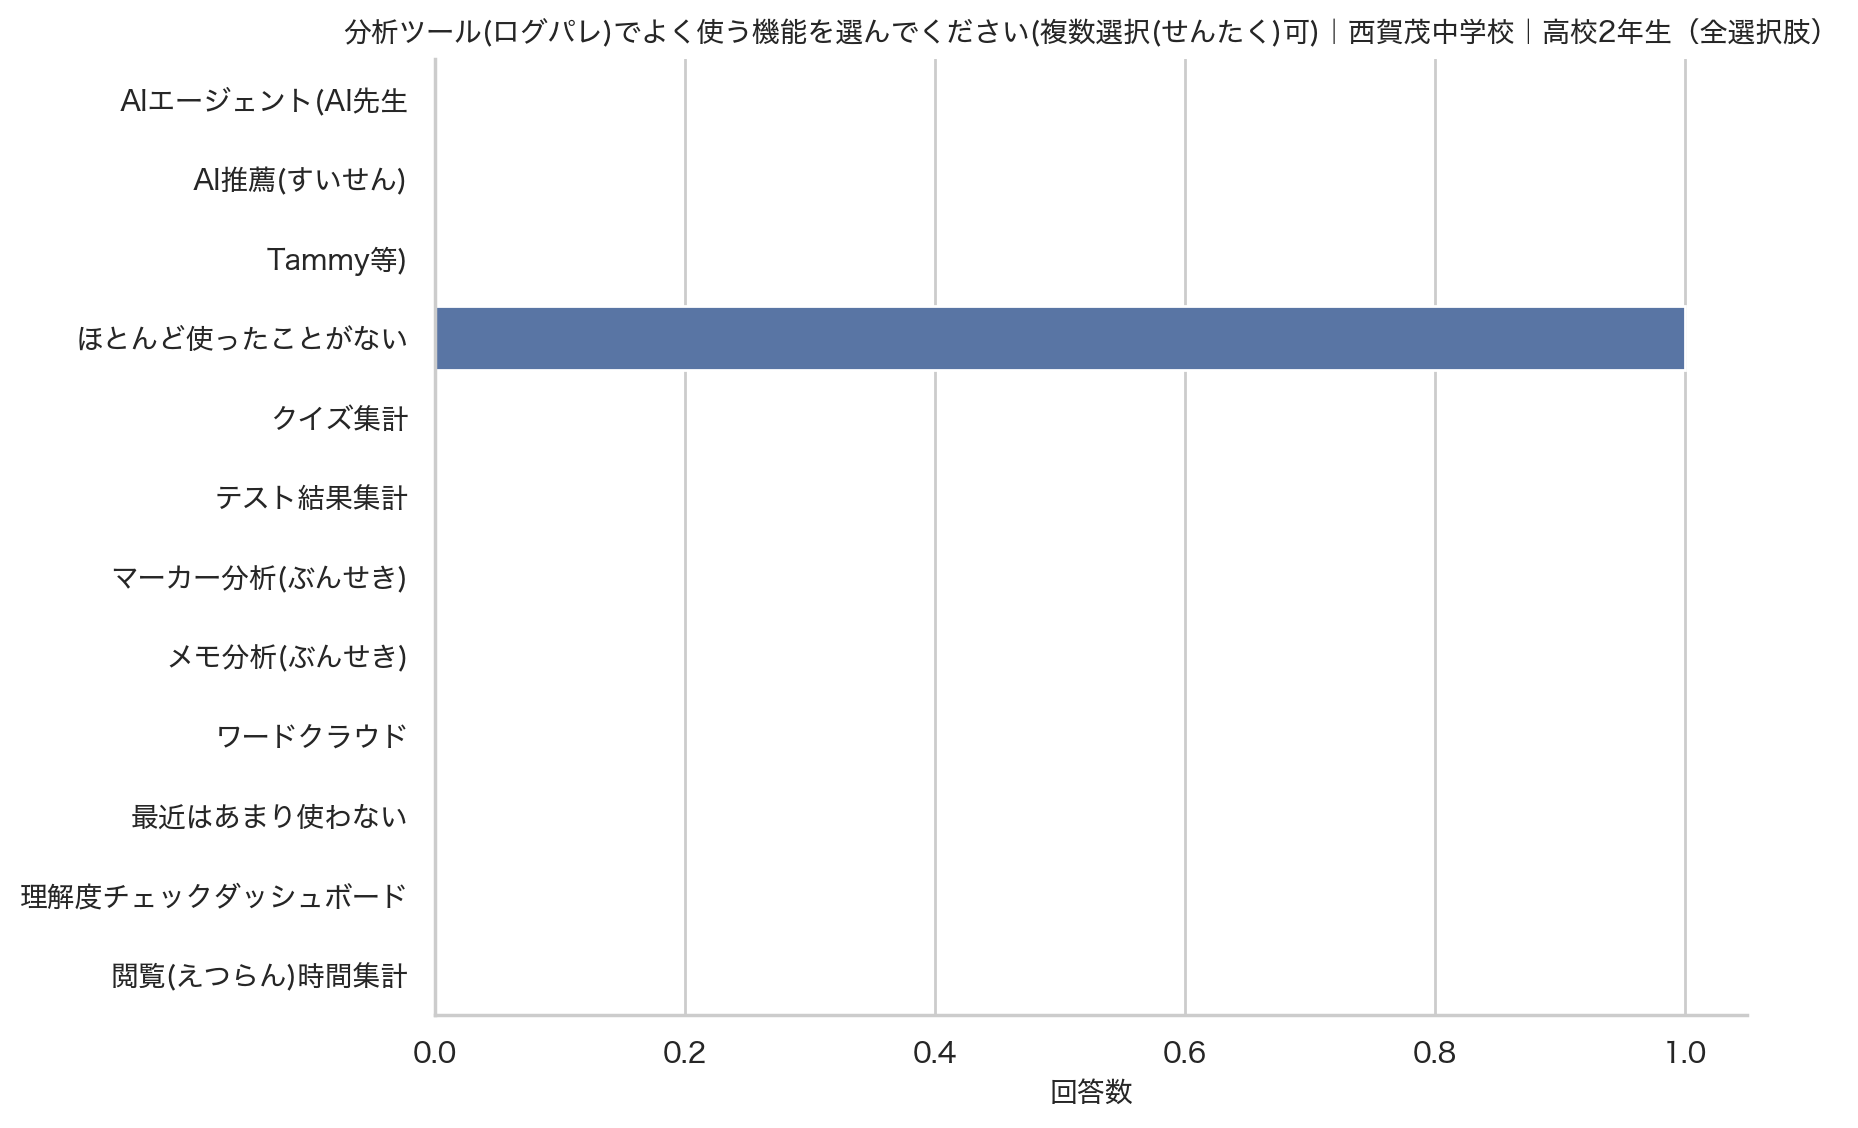 分析ツール(ログパレ)でよく使う機能を選んでください(複数選択(せんたく)可)｜西賀茂中学校｜高校2年生（全選択肢）
AIエージェント(AI先生
AI推薦(すいせん)
Tammy等)
ほとんど使ったことがない
クイズ集計
テスト結果集計
マーカー分析(ぶんせき)
メモ分析(ぶんせき)
ワードクラウド
最近はあまり使わない
理解度チェックダッシュボード
閲覧(えつらん)時間集計
0.0 0.2 0.4 0.6 0.8 1.0
回答数